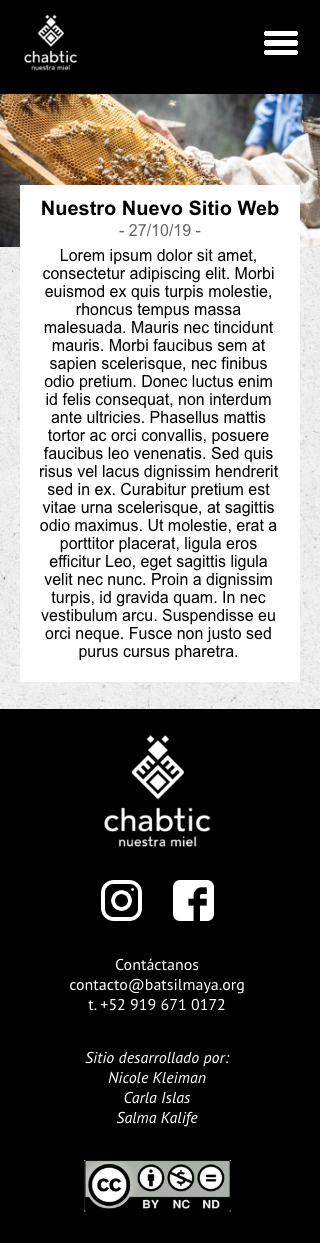 chabtic
nuestra miel
Nuestro Nuevo Sitio Web
- 27/10/19 -
Lorem ipsum dolor sit amet,
consectetur adipiscing elit. Morbi
euismod ex quis turpis molestie,
rhoncus tempus massa
malesuada. Mauris nec tincidunt
mauris. Morbi faucibus sem at
sapien scelerisque, nec finibus
odio pretium. Donec luctus enim
id felis consequat, non interdum
ante ultricies. Phasellus mattis
tortor ac orci convallis, posuere
faucibus leo venenatis. Sed quis
risus vel lacus dignissim hendrerit
sed in ex. Curabitur pretium est
vitae urna scelerisque, at sagittis
odio maximus. Ut molestie, erat a
porttitor placerat, ligula eros
efficitur Leo, eget sagittis ligula
velit nec nunc. Proin a dignissim
turpis, id gravida quam. In nec
vestibulum arcu. Suspendisse eu
orci neque. Fusce non justo sed
purus cursus pharetra.
chabtic
nuestra miel
Contáctanos
contacto@batsilmaya.org
t. +52 919 671 0172
Sitio desarrollado por:
Nicole Kleiman
Carla Islas
Salma Kalife
cc
BY NC ND